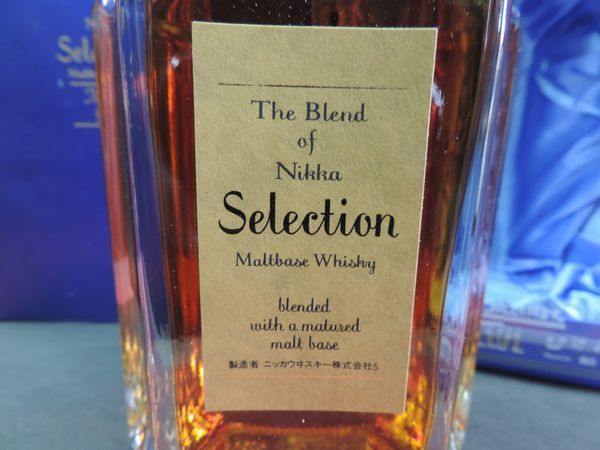 The Blend
of
Nikka
Selection
Maltbase Whisky
blended
with a matured
malt base
製造者 ニッカウヰスキー株式会社5